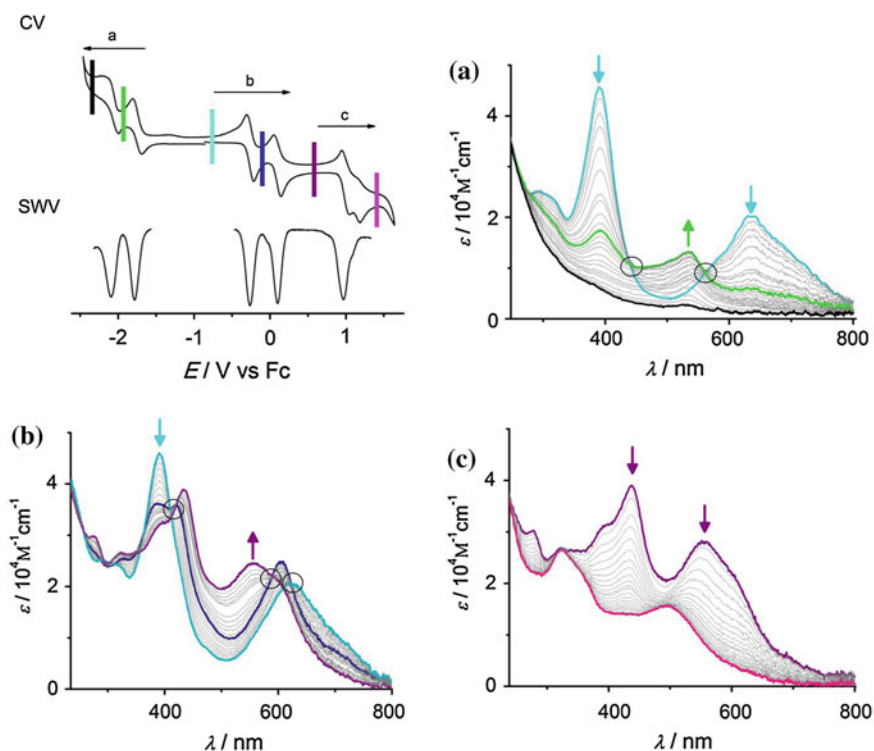 CV
a
b
c
SWV
-2
-1
0
1
E / V vs Fc
(a)
ε / 10⁴M⁻¹cm⁻¹
4
2
0
400
600
800
λ / nm
(b)
ε / 10⁴M⁻¹cm⁻¹
4
2
0
400
600
800
λ / nm
(c)
ε / 10⁴M⁻¹cm⁻¹
4
2
0
400
600
800
λ / nm